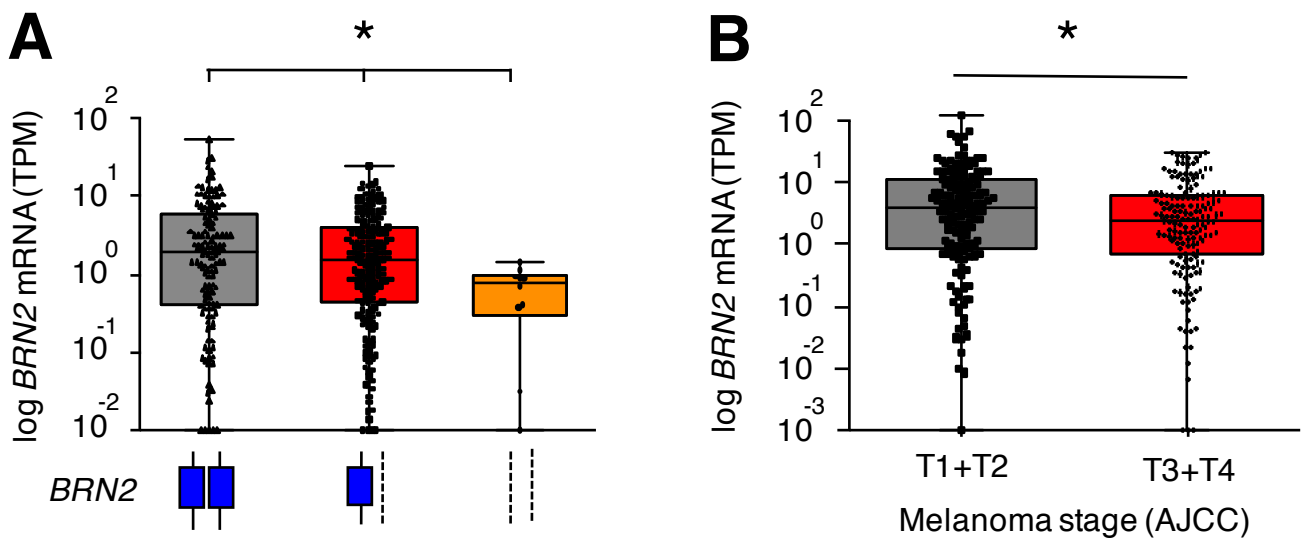 A
*
log BRN2 mRNA (TPM)
10^2
10^1
10^0
10^-1
10^-2
BRN2
B
*
log BRN2 mRNA (TPM)
10^2
10^1
10^0
10^-1
10^-2
10^-3
T1+T2
T3+T4
Melanoma stage (AJCC)